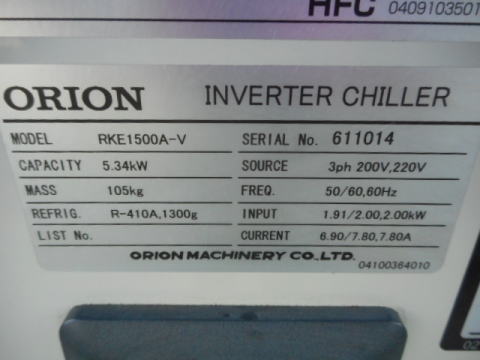 HFC 0409103501
ORION INVERTER CHILLER
MODEL RKE1500A-V SERIAL No. 611014
CAPACITY 5.34kW SOURCE 3ph 200V,220V
MASS 105kg FREQ. 50/60,60Hz
REFRIG. R-410A,1300g INPUT 1.91/2.00,2.00kW
LIST No. CURRENT 6.90/7.80,7.80A
ORION MACHINERY CO.,LTD.
04100364010
02